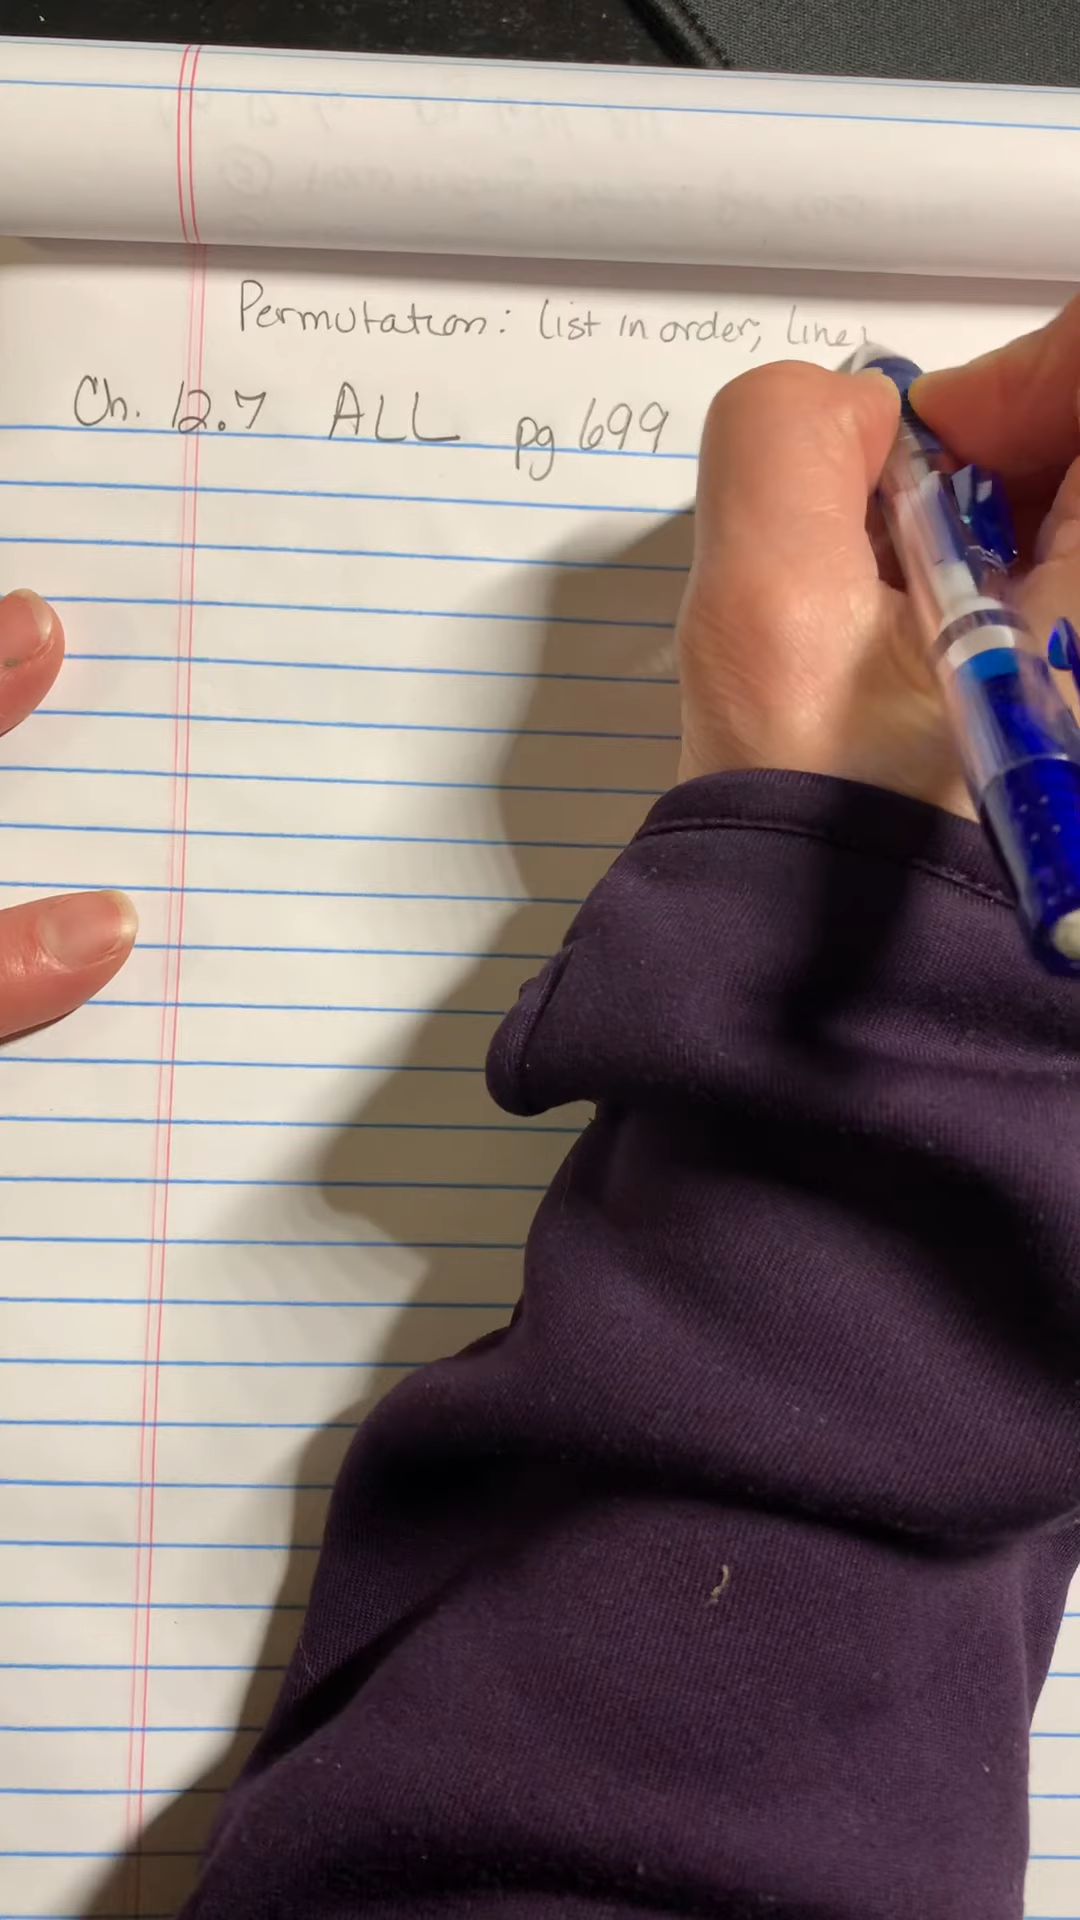 Permutation: list in order; line
Ch. 12.7 ALL pg 699